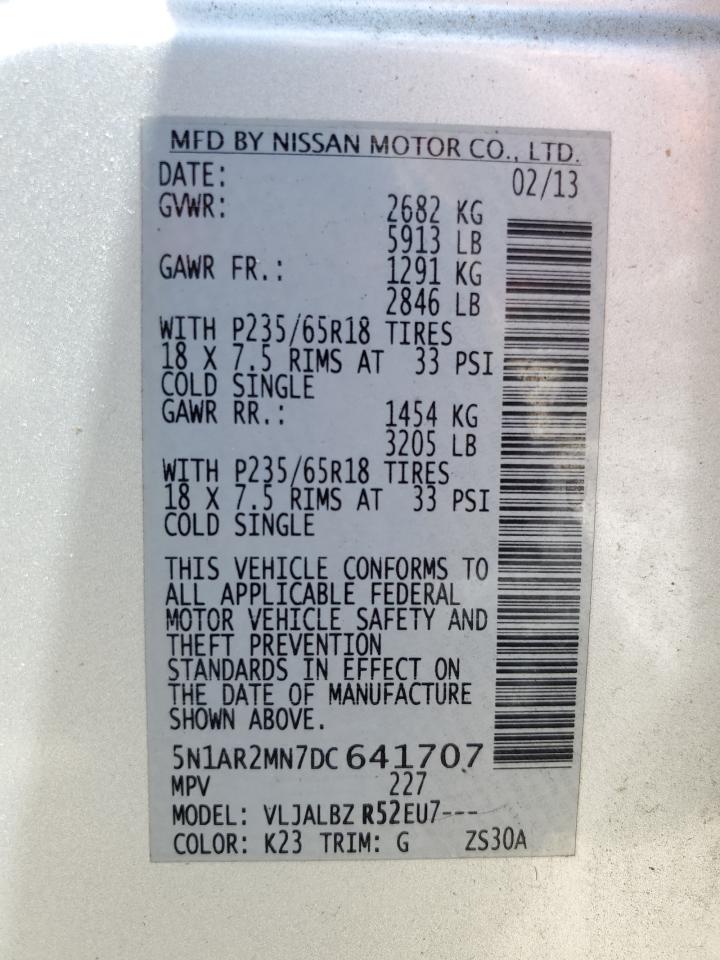 MFD BY NISSAN MOTOR CO., LTD.
DATE: 02/13
GVWR: 2682 KG
5913 LB
GAWR FR.: 1291 KG
2846 LB
WITH P235/65R18 TIRES
18 X 7.5 RIMS AT 33 PSI
COLD SINGLE
GAWR RR.: 1454 KG
3205 LB
WITH P235/65R18 TIRES
18 X 7.5 RIMS AT 33 PSI
COLD SINGLE
THIS VEHICLE CONFORMS TO
ALL APPLICABLE FEDERAL
MOTOR VEHICLE SAFETY AND
THEFT PREVENTION
STANDARDS IN EFFECT ON
THE DATE OF MANUFACTURE
SHOWN ABOVE.
5N1AR2MN7DC641707
MPV 227
MODEL: VLJALBZ R52EU7---
COLOR: K23 TRIM: G ZS30A